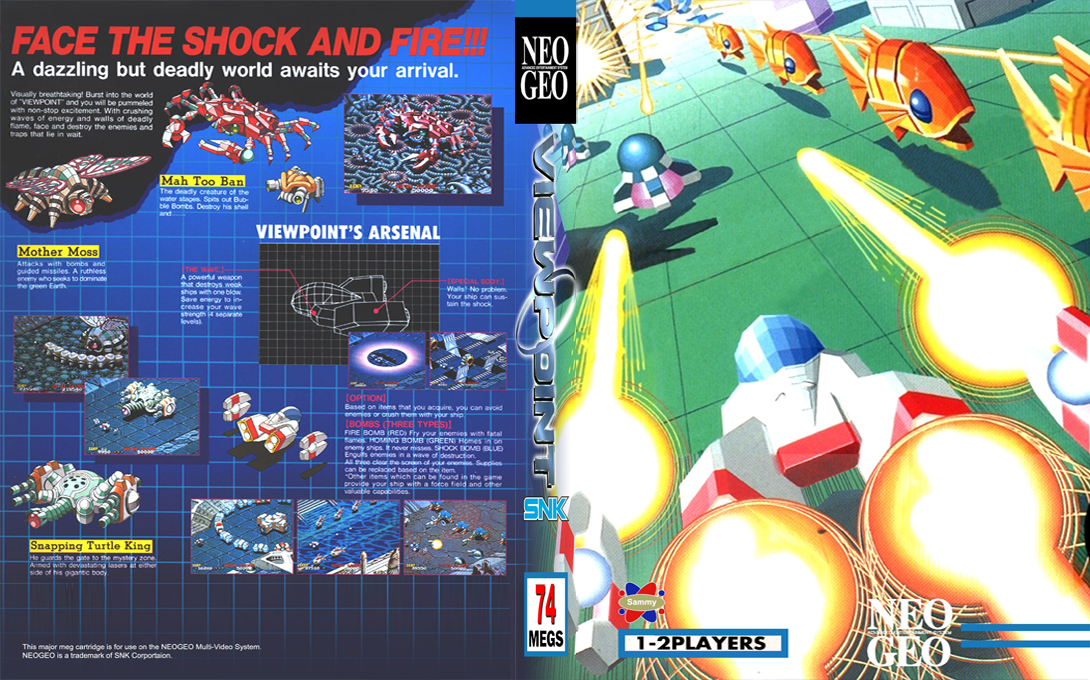 FACE THE SHOCK AND FIRE!!!
A dazzling but deadly world awaits your arrival.
Visually breathtaking! Burst into the world
of "VIEWPOINT" and you will be pummeled
with non-stop excitement. With crushing
waves of energy and walls of deadly
flame, face and destroy the enemies and
traps that lie in wait.
Mah Too Ban
The deadly creature of the
water stages. Spits out Bub-
ble Bombs. Destroy his shell
and
Mother Moss
Attacks with bombs and
guided missiles. A ruthless
enemy who seeks to dominate
the green Earth.
VIEWPOINT'S ARSENAL
[THE WAVE]
A powerful weapon
that destroys weak
ships with one blow.
Save energy to in-
crease your wave
strength (4 separate
levels).
[SPECIAL BODY]
Walls? No problem.
Your ship can sus-
tain the shock.
[OPTION]
Based on items that you acquire, you can avoid
enemies or crush them with your ship.
[BOMBS (THREE TYPES)]
FIRE BOMB (RED) Fry your enemies with fatal
flames. HOMING BOMB (GREEN) Homes in on
enemy ships. It never misses. SHOCK BOMB (BLUE)
Engulfs enemies in a wave of destruction.
All three clear the screen of your enemies. Supplies
can be replaced based on the item.
Other items which can be found in the game
provide your ship with a force field and other
valuable capabilities.
Snapping Turtle King
He guards the gate to the mystery zone.
Armed with devastating lasers at either
side of his gigantic body.
This major meg cartridge is for use on the NEOGEO Multi-Video System.
NEOGEO is a trademark of SNK Corportaion.
NEO
ADVANCED ENTERTAINMENT SYSTEM
GEO
VIEWPOINT
SNK
74
MEGS
Sammy
1-2PLAYERS
NEO
ADVANCED ENTERTAINMENT SYSTEM
GEO